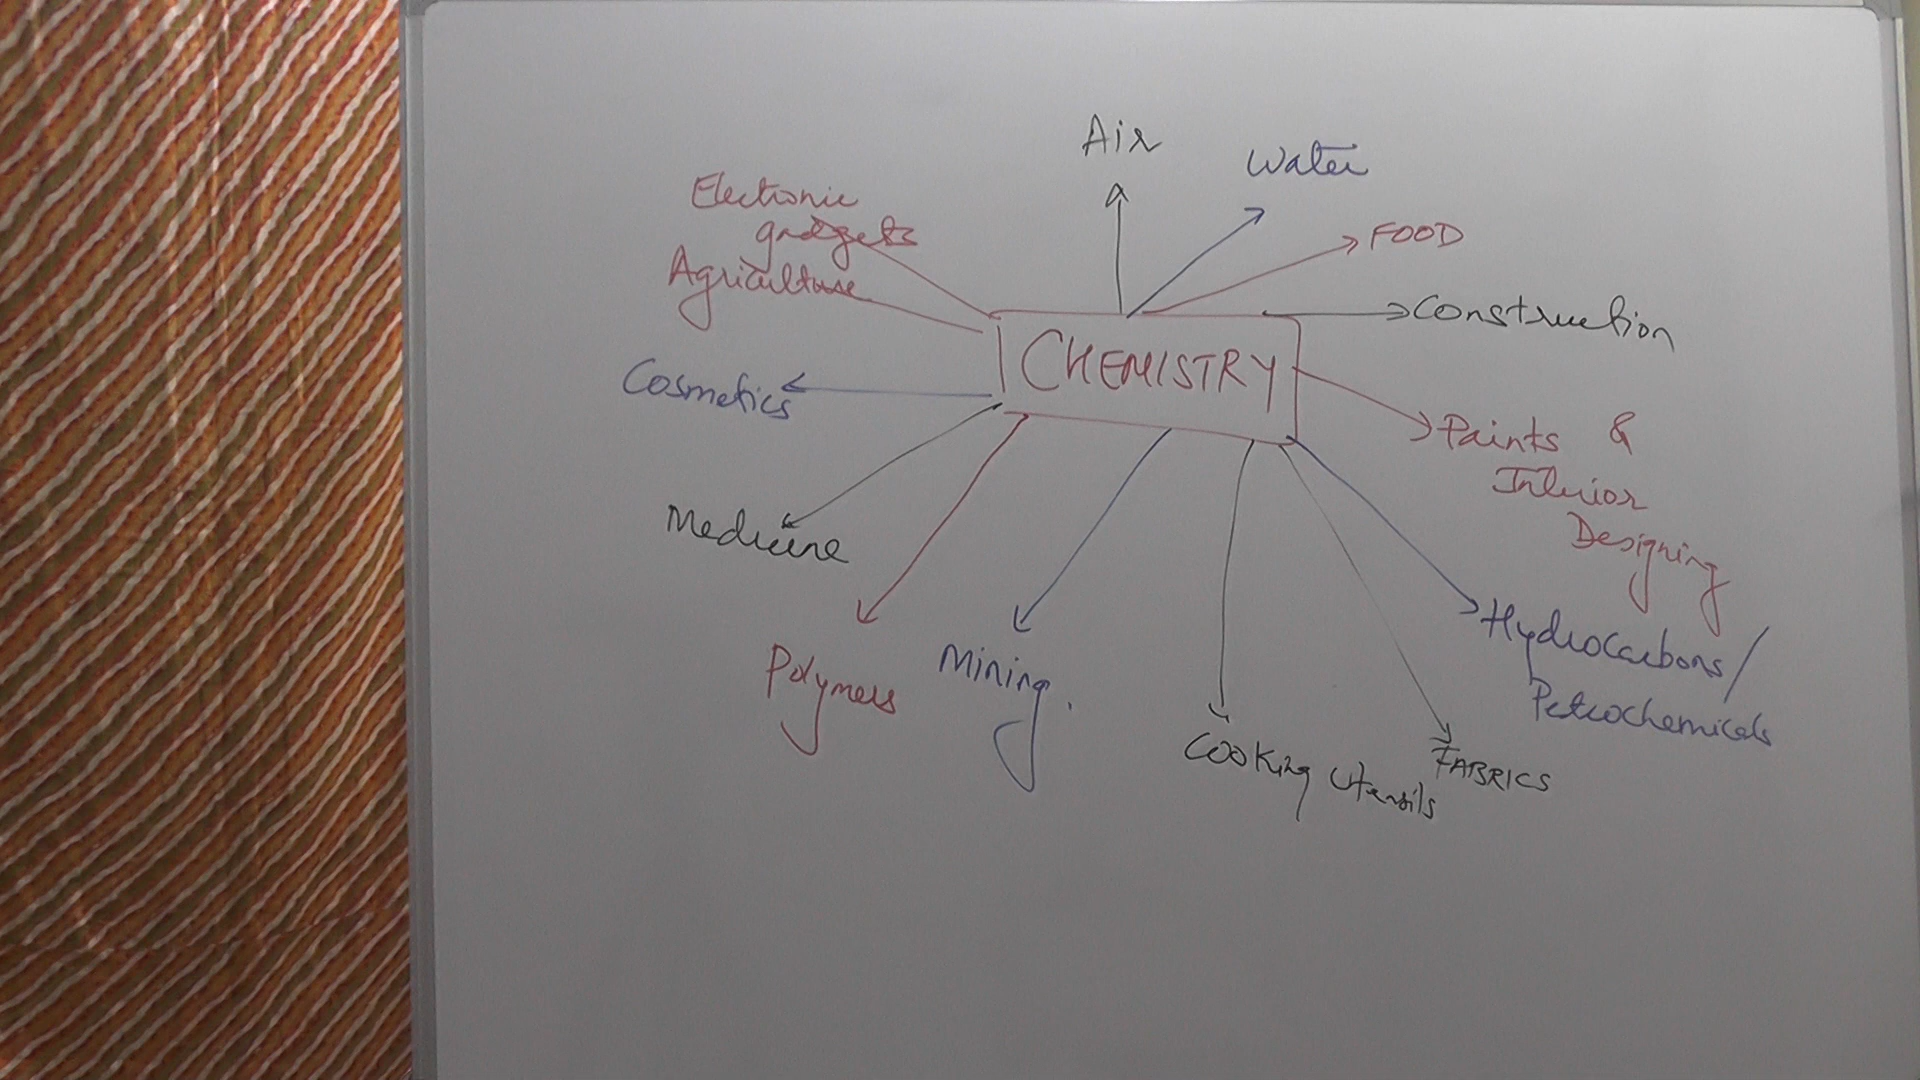 Air
Water
Electronic
gadgets
FOOD
Agriculture
Construction
CHEMISTRY
Cosmetics
Paints &
Interior
Designing
Medicine
Hydrocarbons/
Petrochemicals
Polymers
Mining.
Cooking Utensils
FABRICS